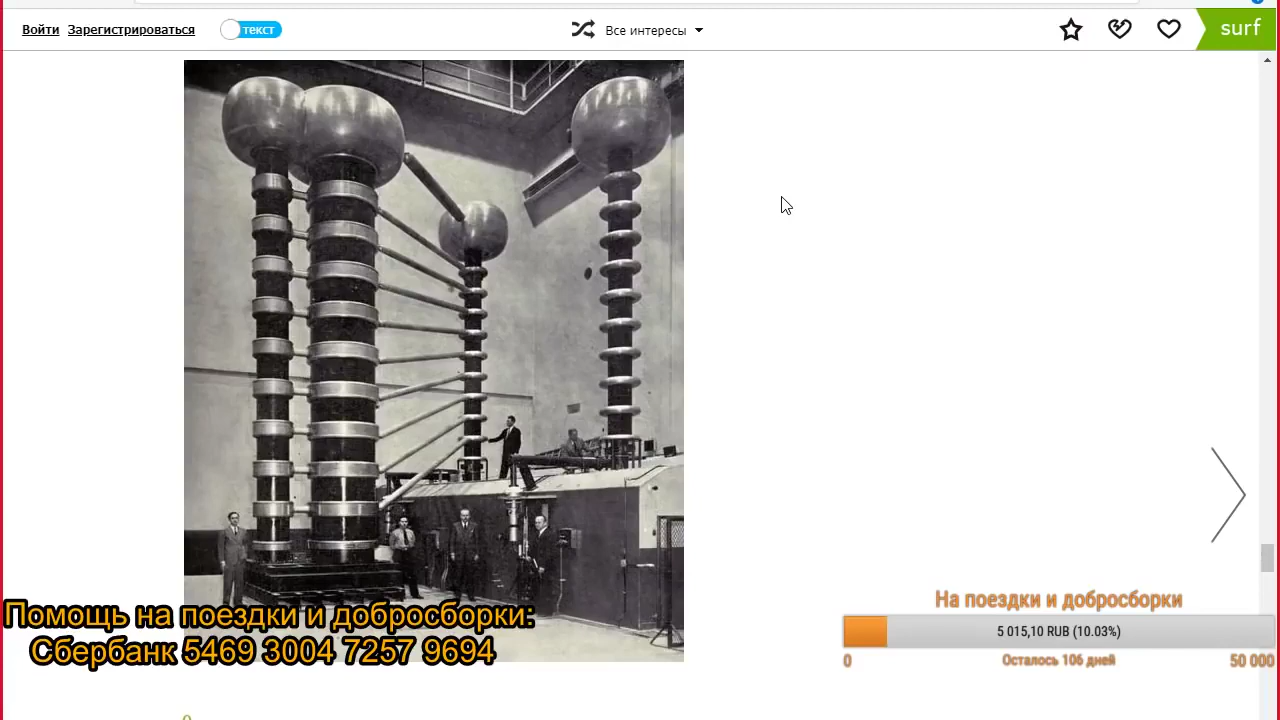 Войти Зарегистрироваться текст Все интересы surf
На поездки и добросборки
Помощь на поездки и добросборки:
5 015,10 RUB (10.03%)
Сбербанк 5469 3004 7257 9694
0 Осталось 106 дней 50 000